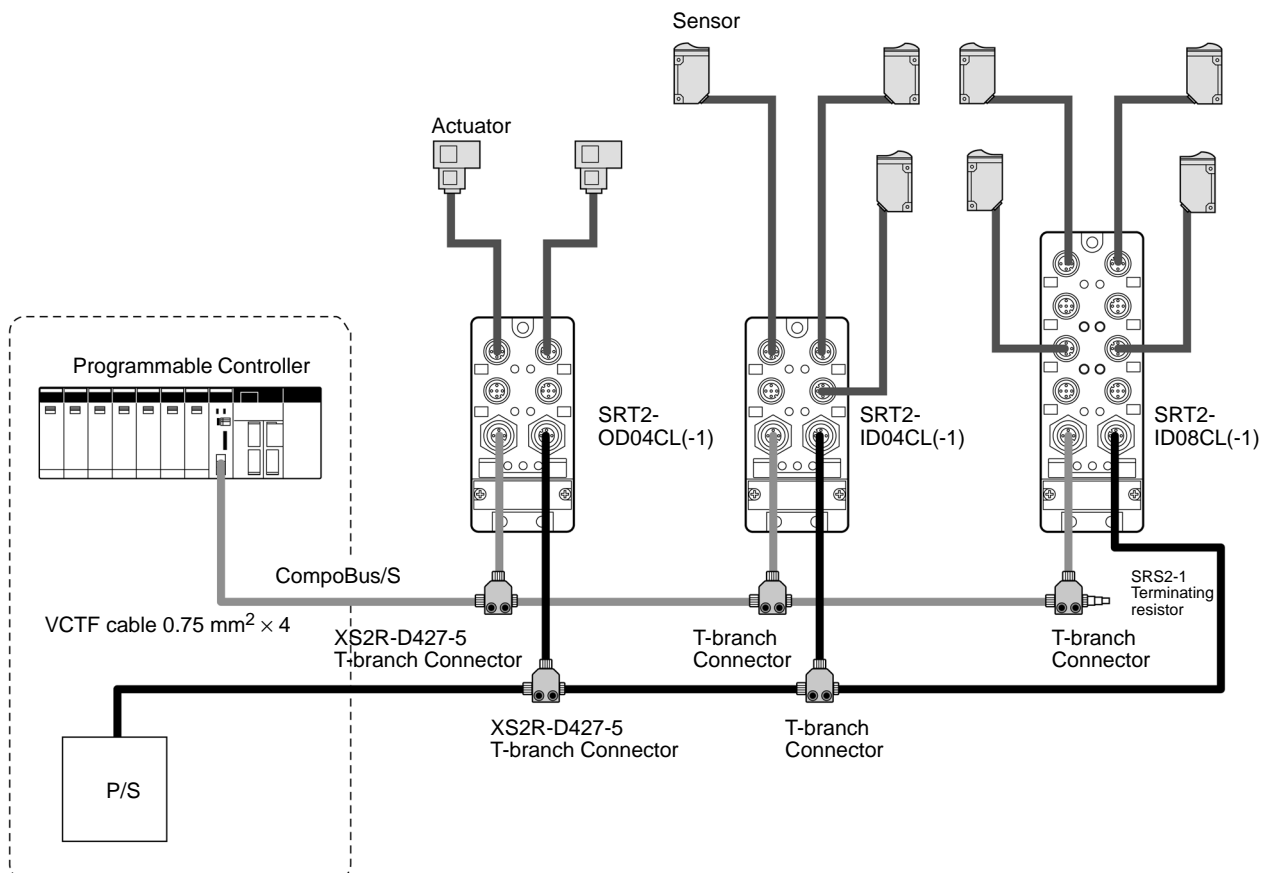 Sensor
Actuator
Programmable Controller
SRT2-
OD04CL(-1)
SRT2-
ID04CL(-1)
SRT2-
ID08CL(-1)
CompoBus/S
SRS2-1
Terminating
resistor
VCTF cable 0.75 mm² × 4
XS2R-D427-5
T-branch Connector
T-branch
Connector
T-branch
Connector
XS2R-D427-5
T-branch Connector
T-branch
Connector
P/S